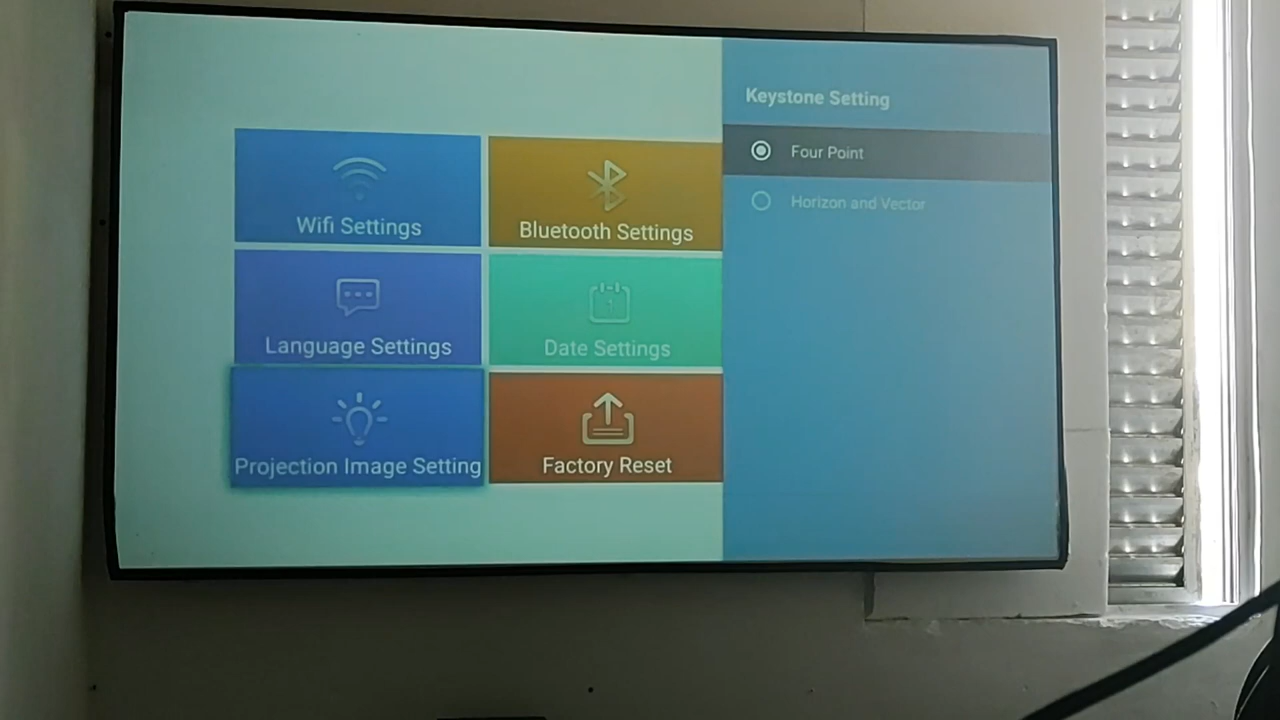 Keystone Setting
Four Point
Horizon and Vector
Wifi Settings
Bluetooth Settings
Language Settings
1
Date Settings
Projection Image Setting
Factory Reset